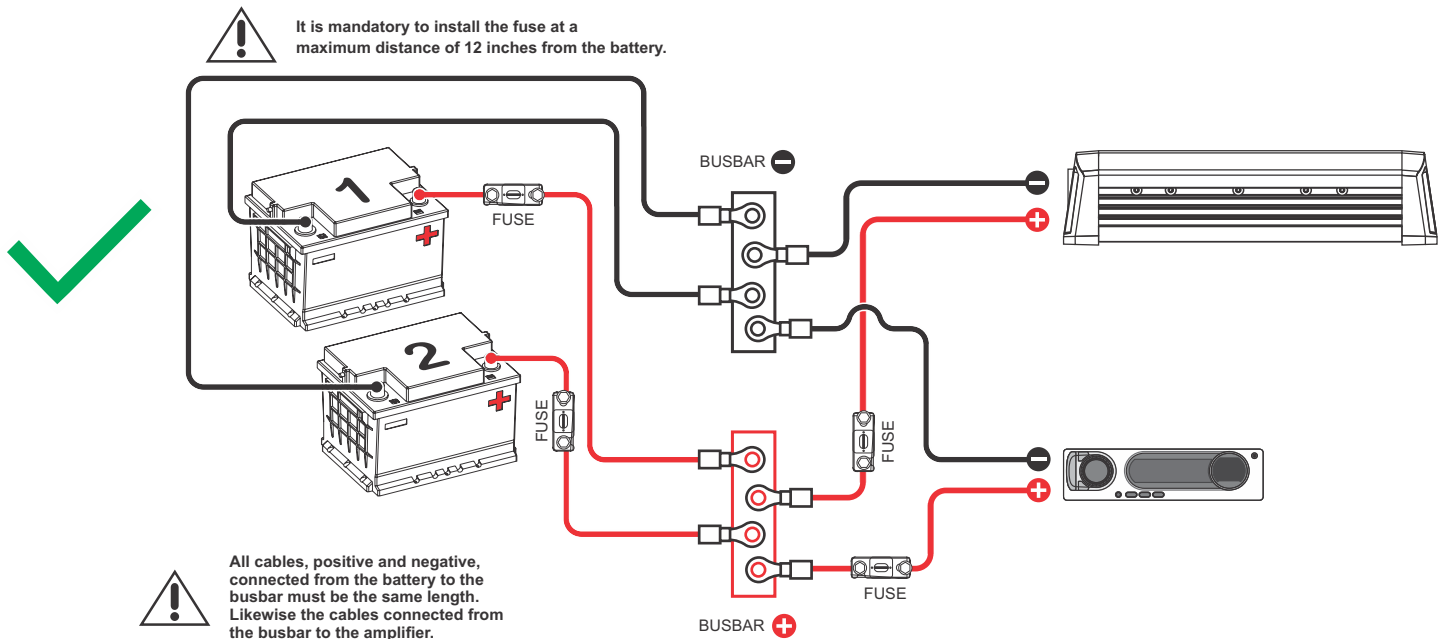 It is mandatory to install the fuse at a
maximum distance of 12 inches from the battery.
BUSBAR -
1
+
FUSE
-
+
2
+
FUSE
FUSE
-
+
FUSE
All cables, positive and negative,
connected from the battery to the
busbar must be the same length.
Likewise the cables connected from
the busbar to the amplifier.
BUSBAR +